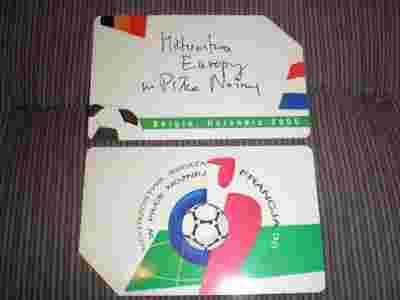 Mistrzostwa
Europy
w Piłce Nożnej
Belgia, Holandia 2000
MISTRZOSTWA ŚWIATA
W PIŁCE NOŻNEJ
FRANCJA 98